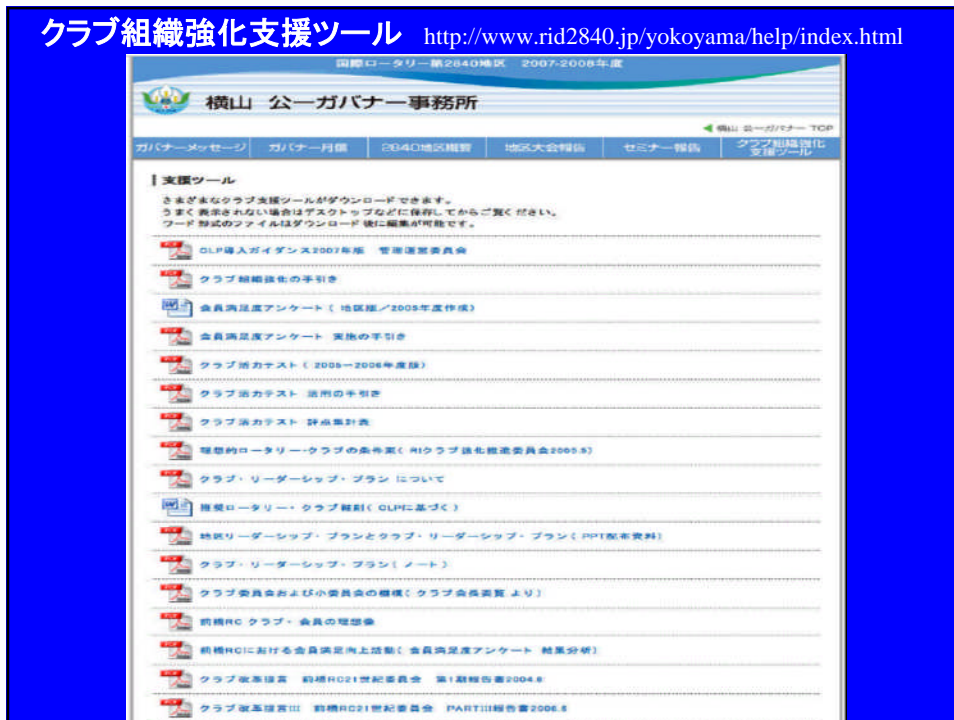 クラブ組織強化支援ツール http://www.rid2840.jp/yokoyama/help/index.html
国際ロータリー第2840地区 2007-2008年度
横山 公一ガバナー事務所
横山 公一ガバナー TOP
ガバナーメッセージ ガバナー月信 2840地区概要 地区大会報告 セミナー報告 クラブ組織強化
支援ツール
支援ツール
さまざまなクラブ支援ツールがダウンロードできます。
うまく表示されない場合はデスクトップなどに保存してからご覧ください。
ワード形式のファイルはダウンロード後に編集が可能です。
CLP導入ガイダンス2007年版 管理運営委員会
クラブ組織強化の手引き
会員満足度アンケート( 地区版／2005年度作成)
会員満足度アンケート 実施の手引き
クラブ活力テスト( 2005ー2006年度版)
クラブ活力テスト 活用の手引き
クラブ活力テスト 評点集計表
理想的ロータリー・クラブの条件案( RIクラブ強化推進委員会2005.5)
クラブ・リーダーシップ・プラン について
推奨ロータリー・クラブ細則( CLPに基づく)
地区リーダーシップ・プランとクラブ・リーダーシップ・プラン( PPT配布資料)
クラブ・リーダーシップ・プラン( ノート)
クラブ委員会および小委員会の機構( クラブ会長要覧 より)
前橋RC クラブ・会員の理想像
前橋RCにおける会員満足向上活動( 会員満足度アンケート 結果分析)
クラブ改革提言 前橋RC21世紀委員会 第1期報告書2004.6
クラブ改革提言III 前橋RC21世紀委員会 PARTIII報告書2006.6